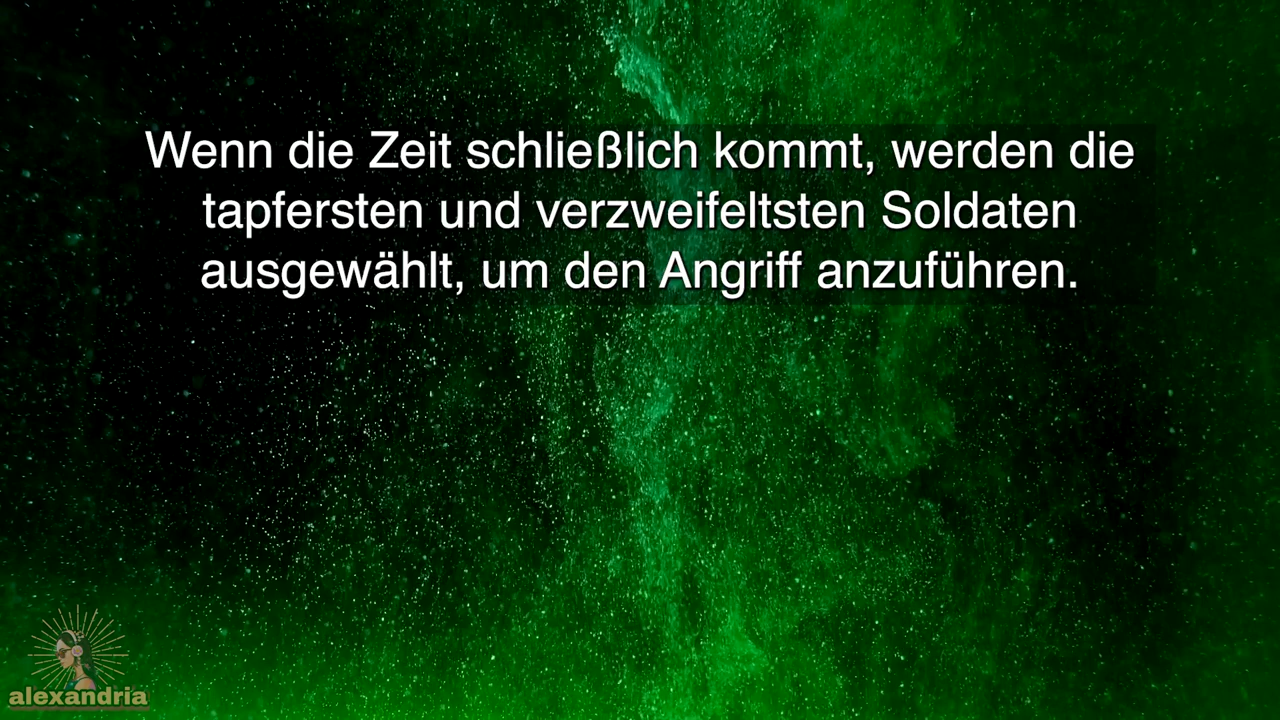 Wenn die Zeit schließlich kommt, werden die
tapfersten und verzweifeltsten Soldaten
ausgewählt, um den Angriff anzuführen.
alexandria